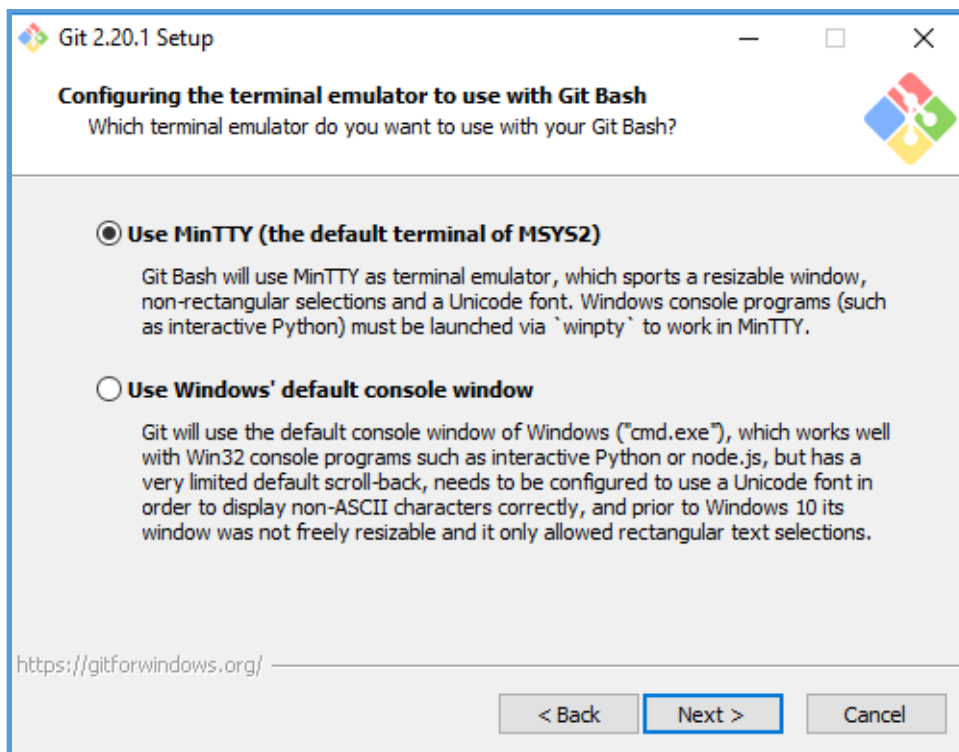 Git 2.20.1 Setup
Configuring the terminal emulator to use with Git Bash
Which terminal emulator do you want to use with your Git Bash?
Use MinTTY (the default terminal of MSYS2)
Git Bash will use MinTTY as terminal emulator, which sports a resizable window,
non-rectangular selections and a Unicode font. Windows console programs (such
as interactive Python) must be launched via `winpty` to work in MinTTY.
Use Windows' default console window
Git will use the default console window of Windows ("cmd.exe"), which works well
with Win32 console programs such as interactive Python or node.js, but has a
very limited default scroll-back, needs to be configured to use a Unicode font in
order to display non-ASCII characters correctly, and prior to Windows 10 its
window was not freely resizable and it only allowed rectangular text selections.
https://gitforwindows.org/
< Back Next > Cancel